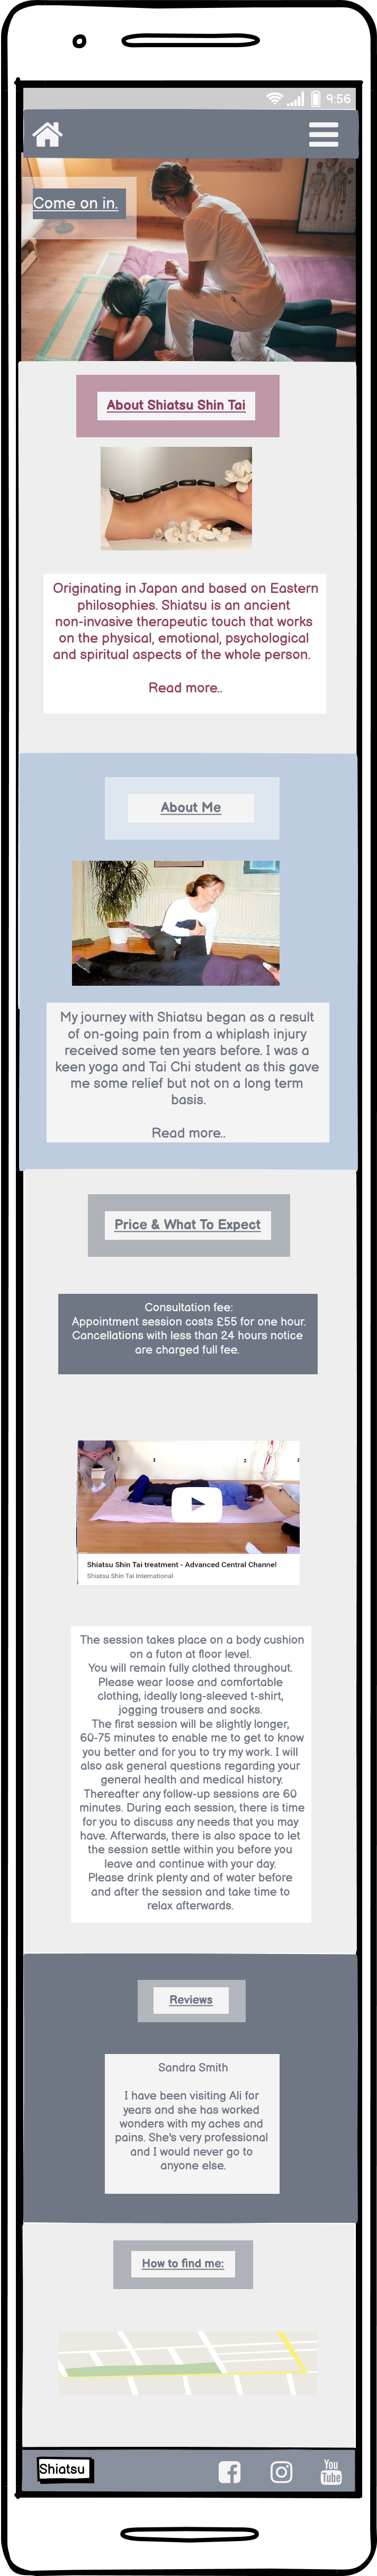 9:56
Come on in.
About Shiatsu Shin Tai
Originating in Japan and based on Eastern
philosophies. Shiatsu is an ancient
non-invasive therapeutic touch that works
on the physical, emotional, psychological
and spiritual aspects of the whole person.
Read more..
About Me
My journey with Shiatsu began as a result
of on-going pain from a whiplash injury
received some ten years before. I was a
keen yoga and Tai Chi student as this gave
me some relief but not on a long term
basis.
Read more..
Price & What To Expect
Consultation fee:
Appointment session costs £55 for one hour.
Cancellations with less than 24 hours notice
are charged full fee.
Shiatsu Shin Tai treatment - Advanced Central Channel
Shiatsu Shin Tai International
The session takes place on a body cushion
on a futon at floor level.
You will remain fully clothed throughout.
Please wear loose and comfortable
clothing, ideally long-sleeved t-shirt,
jogging trousers and socks.
The first session will be slightly longer,
60-75 minutes to enable me to get to know
you better and for you to try my work. I will
also ask general questions regarding your
general health and medical history.
Thereafter any follow-up sessions are 60
minutes. During each session, there is time
for you to discuss any needs that you may
have. Afterwards, there is also space to let
the session settle within you before you
leave and continue with your day.
Please drink plenty and of water before
and after the session and take time to
relax afterwards.
Reviews
Sandra Smith
I have been visiting Ali for
years and she has worked
wonders with my aches and
pains. She's very professional
and I would never go to
anyone else.
How to find me:
Shiatsu
You
Tube